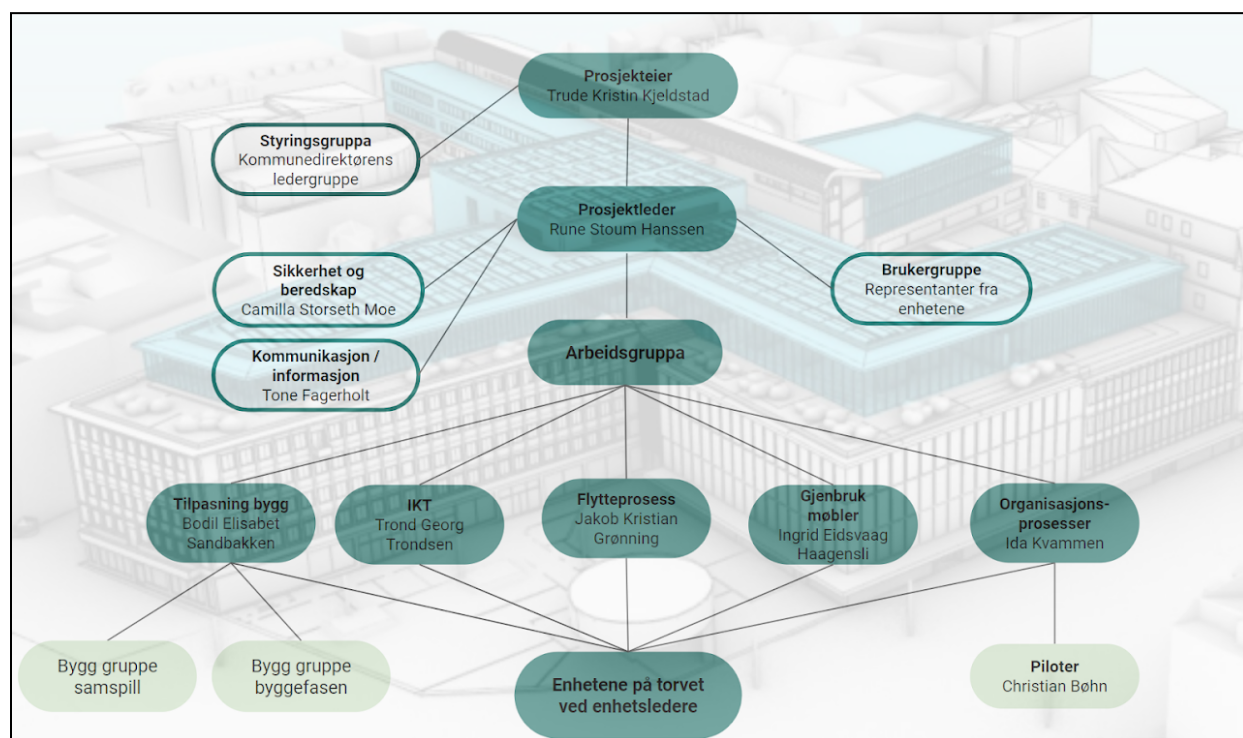 Prosjekteier
Trude Kristin Kjeldstad
Styringsgruppa
Kommunedirektørens
ledergruppe
Prosjektleder
Rune Stoum Hanssen
Sikkerhet og
beredskap
Camilla Storseth Moe
Brukergruppe
Representanter fra
enhetene
Kommunikasjon /
informasjon
Tone Fagerholt
Arbeidsgruppa
Tilpasning bygg
Bodil Elisabet
Sandbakken
IKT
Trond Georg
Trondsen
Flytteprosess
Jakob Kristian
Grønning
Gjenbruk
møbler
Ingrid Eidsvaag
Haagensli
Organisasjons-
prosesser
Ida Kvammen
Bygg gruppe
samspill
Bygg gruppe
byggefasen
Enhetene på torvet
ved enhetsledere
Piloter
Christian Bøhn